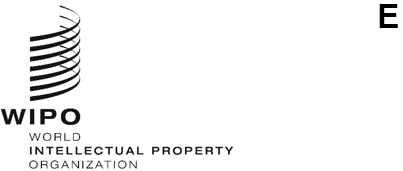 E
WIPO
WORLD
INTELLECTUAL PROPERTY
ORGANIZATION